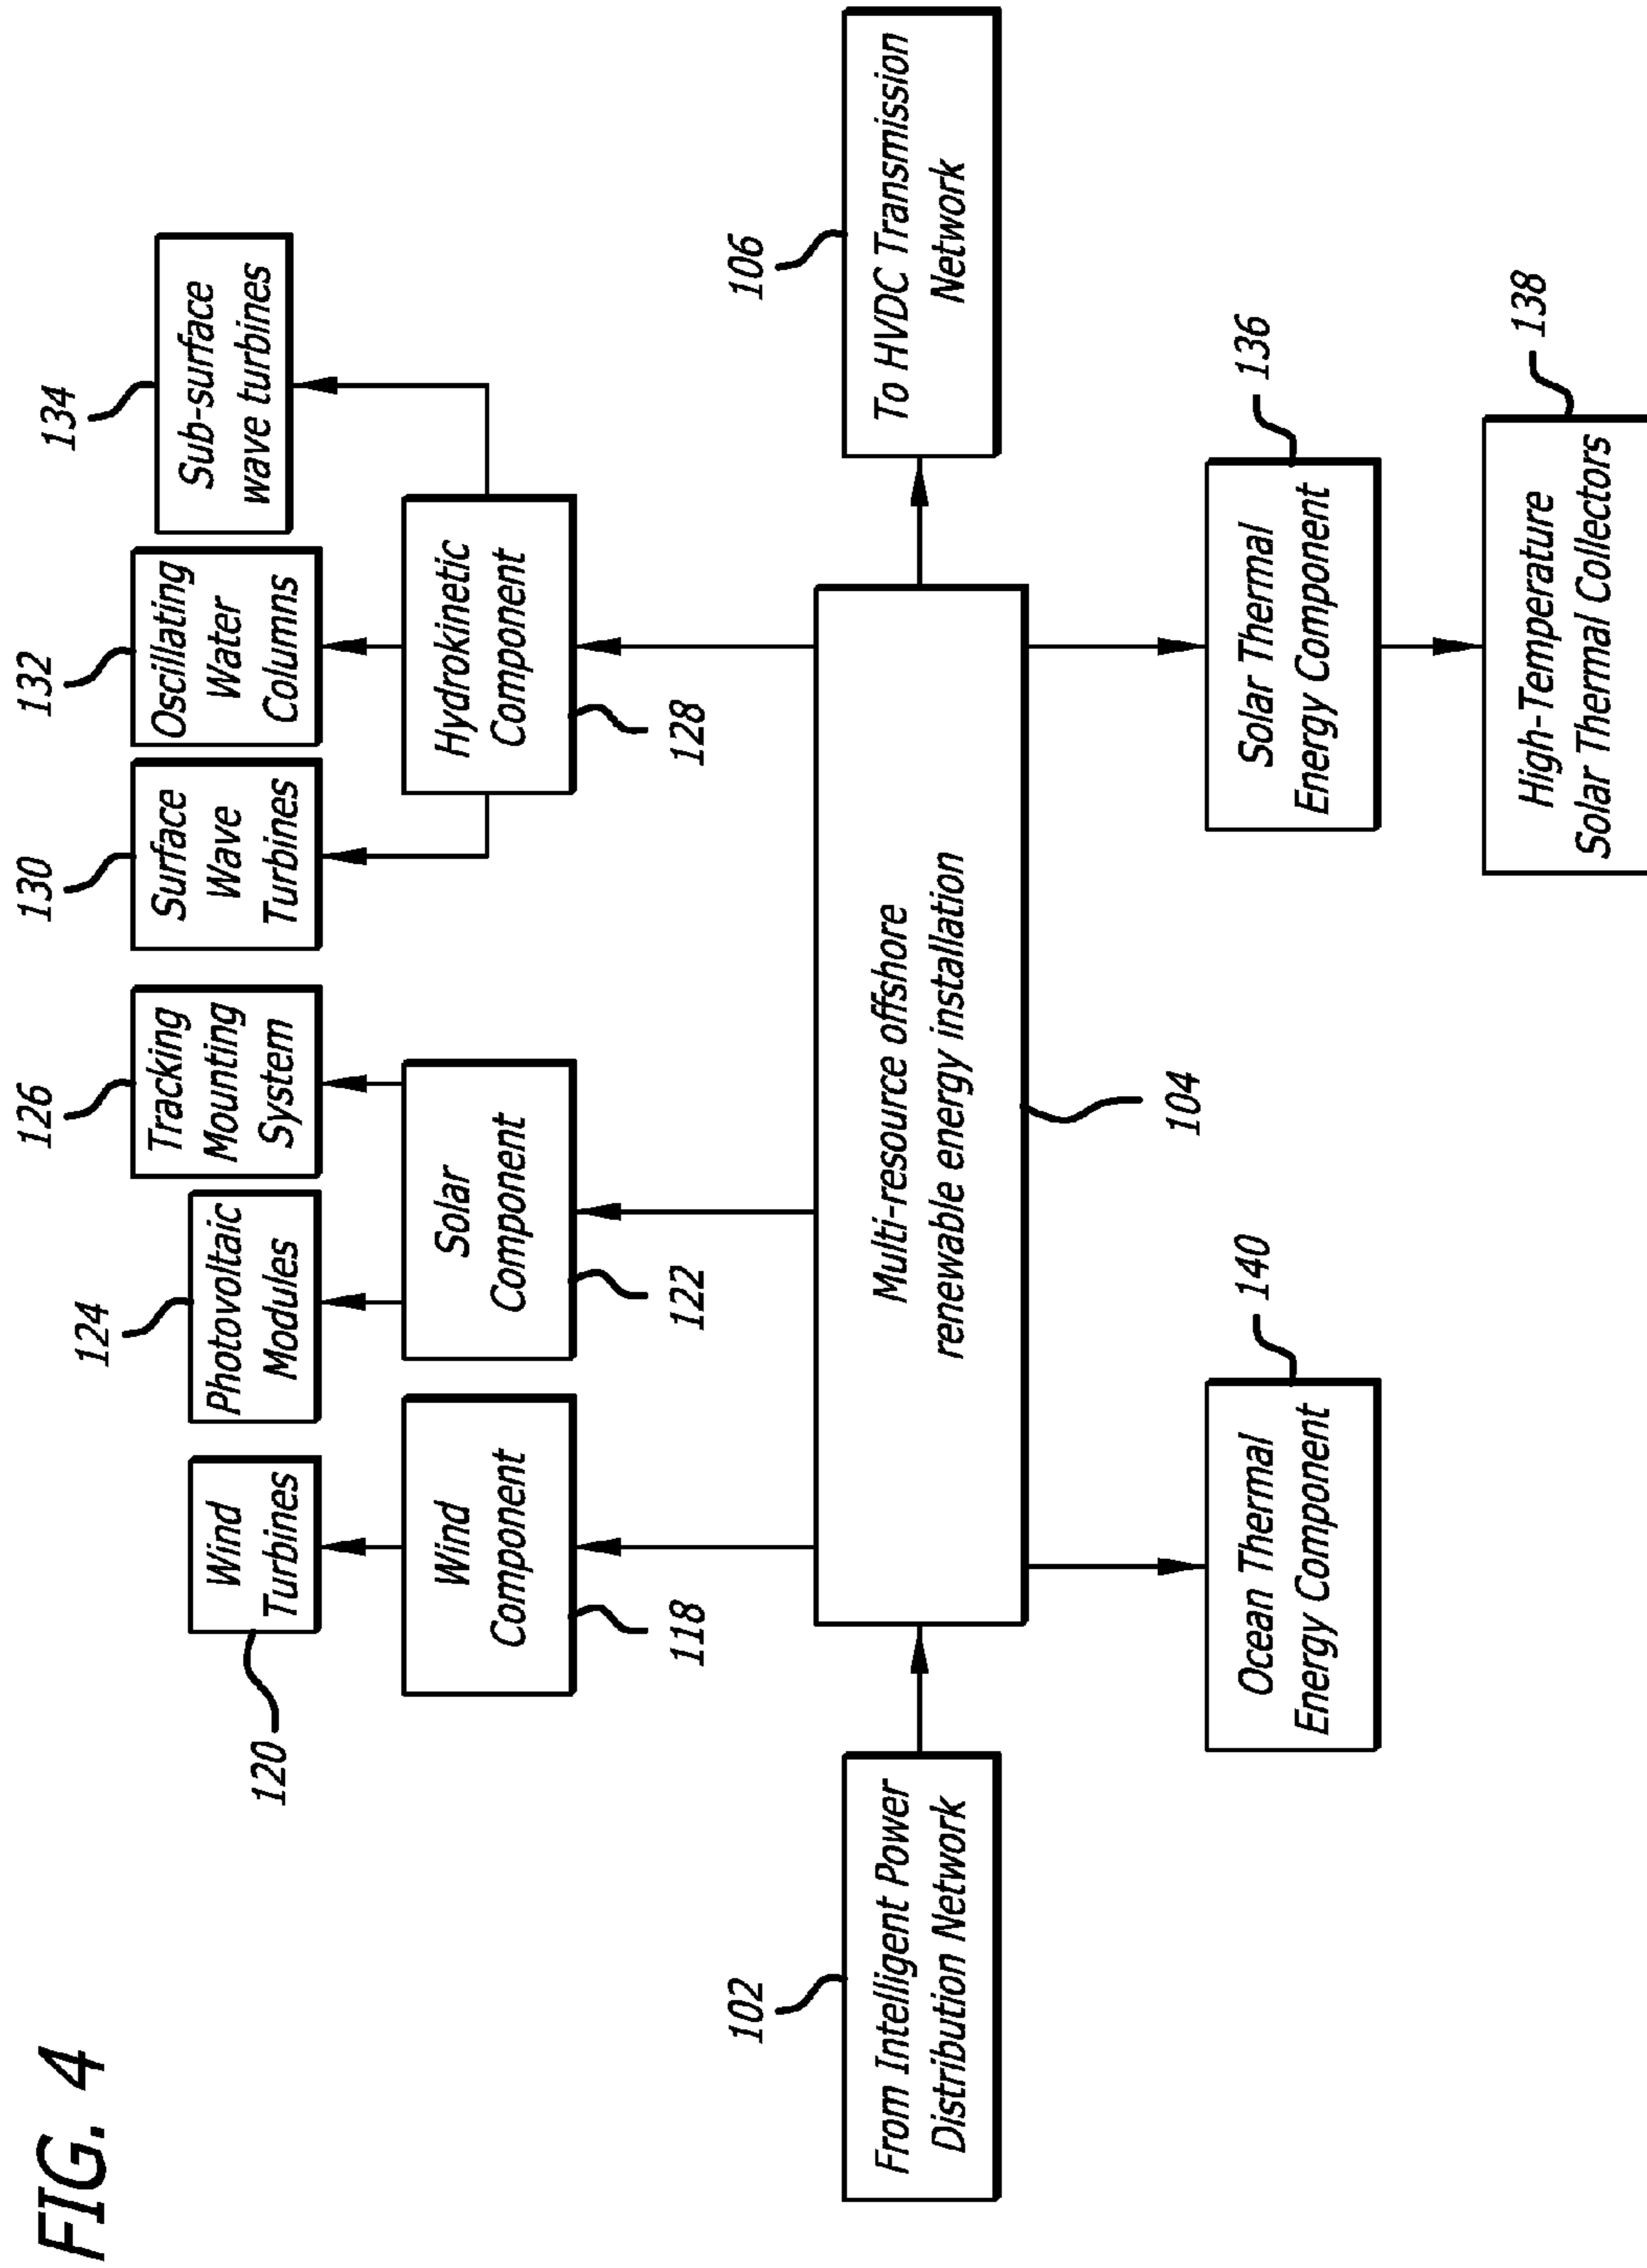 FIG. 4
120
Wind
Turbines
124
Photovoltaic
Modules
126
Tracking
Mounting
System
130
Surface
Wave
Turbines
132
Oscillating
Water
Columns
134
Sub-surface
wave turbines
Wind
Component
118
Solar
Component
122
Hydrokinetic
Component
128
102
From Intelligent Power
Distribution Network
Multi-resource offshore
renewable energy installation
104
106
To HVDC Transmission
Network
Ocean Thermal
Energy Component
140
Solar Thermal
Energy Component
136
High-Temperature
Solar Thermal Collectors
138